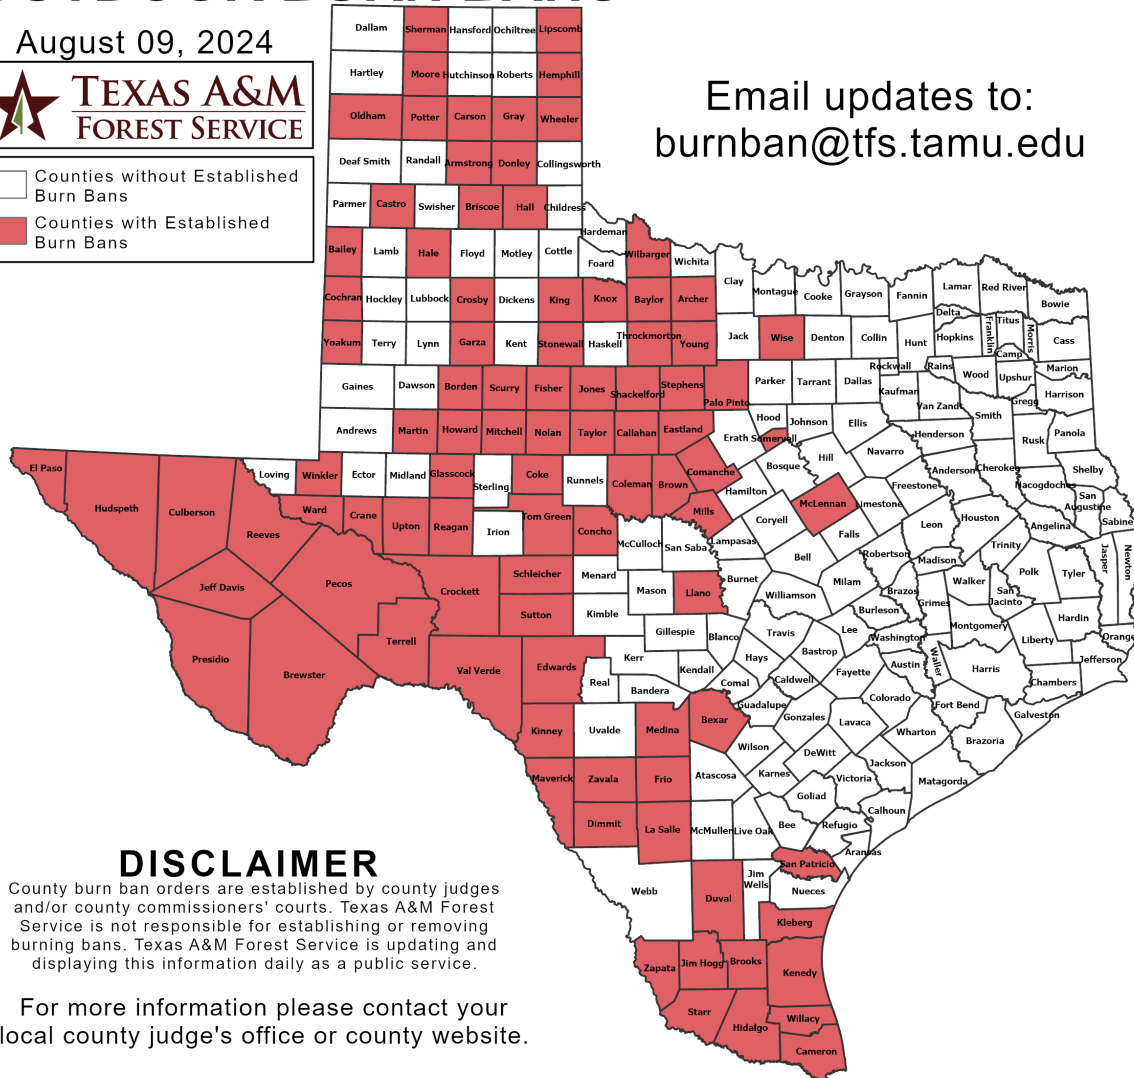 August 09, 2024
TEXAS A&M
FOREST SERVICE
Counties without Established
Burn Bans
Counties with Established
Burn Bans
Email updates to:
burnban@tfs.tamu.edu
Dallam Sherman Hansford Ochiltree Lipscomb
Hartley Moore Hutchinson Roberts Hemphill
Oldham Potter Carson Gray Wheeler
Deaf Smith Randall Armstrong Donley Collingsworth
Parmer Castro Swisher Briscoe Hall Childress
Hardeman
Bailey Lamb Hale Floyd Motley Cottle Foard Wilbarger Wichita
Clay Montague Cooke Grayson Fannin Lamar Red River Bowie
Cochran Hockley Lubbock Crosby Dickens King Knox Baylor Archer
Delta Titus Franklin Morris Cass
Yoakum Terry Lynn Garza Kent Stonewall Haskell Throckmorton Young Jack Wise Denton Collin Hunt Hopkins
Camp
Rockwall Rains Wood Upshur Marion
Gaines Dawson Borden Scurry Fisher Jones Shackelford Stephens Palo Pinto Parker Tarrant Dallas Kaufman Van Zandt Gregg Harrison
Hood Johnson Ellis Smith
Andrews Martin Howard Mitchell Nolan Taylor Callahan Eastland Erath Somervell Henderson Rusk Panola
Hill Navarro
El Paso Loving Winkler Ector Midland Glasscock Sterling Coke Runnels Coleman Brown Comanche Bosque Anderson Cherokee Shelby
Hamilton Freestone Nacogdoches
San
Augustine
Hudspeth Culberson Reeves Ward Crane Upton Reagan Irion Tom Green Concho Mills McLennan Limestone
Coryell Falls Leon Houston Angelina Sabine
McCulloch San Saba Lampasas Bell Robertson Madison Trinity Jasper Newton
Jeff Davis Pecos Crockett Schleicher Menard Mason Llano Burnet Milam Brazos Walker Polk Tyler
Williamson Grimes
San
Jacinto
Sutton Kimble Burleson Montgomery Hardin
Terrell Gillespie Blanco Travis Lee Washington Liberty Orange
Presidio Brewster Val Verde Edwards Kerr Kendall Hays Bastrop Austin Waller Harris Jefferson
Real Bandera Comal Caldwell Fayette Chambers
Guadalupe Colorado Fort Bend Galveston
Kinney Uvalde Medina Bexar Gonzales Lavaca Wharton Brazoria
Wilson DeWitt Jackson
Maverick Zavala Frio Atascosa Karnes Victoria Matagorda
Goliad Calhoun
Dimmit La Salle McMullen Live Oak Bee Refugio
Aransas
San Patricio
Webb Duval
Jim
Wells
Nueces
Kleberg
Zapata Jim Hogg Brooks Kenedy
Starr Hidalgo Willacy
Cameron
DISCLAIMER
County burn ban orders are established by county judges
and/or county commissioners' courts. Texas A&M Forest
Service is not responsible for establishing or removing
burning bans. Texas A&M Forest Service is updating and
displaying this information daily as a public service.
For more information please contact your
local county judge's office or county website.